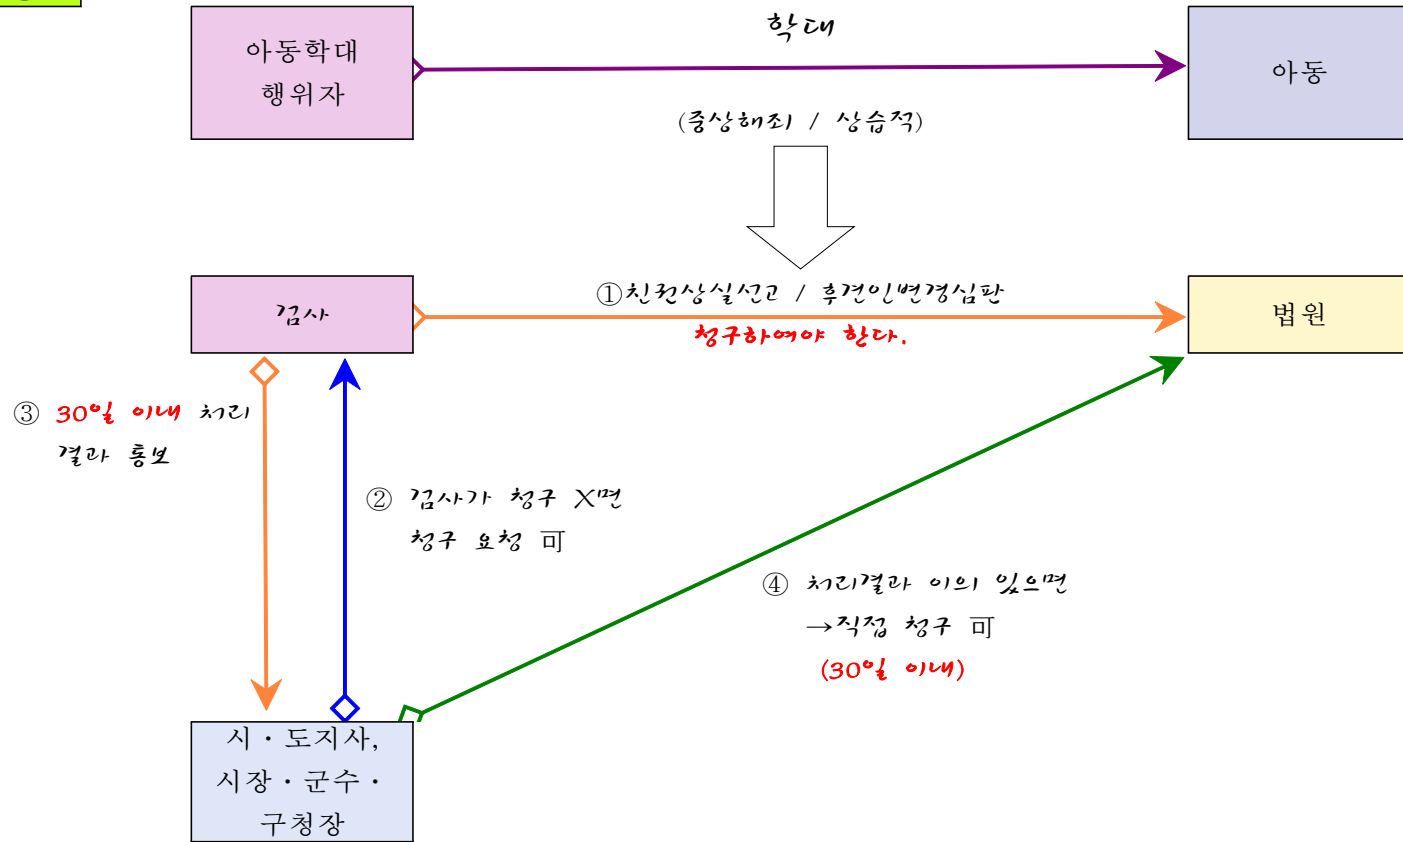 아동학대
행위자
학대
아동
(중상해죄 / 상습적)
검사
①친권상실선고 / 후견인변경심판
청구하여야 한다.
법원
③ 30일 이내 처리
결과 통보
② 검사가 청구 X면
청구 요청 可
④ 처리결과 이의 있으면
→직접 청구 可
(30일 이내)
시·도지사,
시장·군수·
구청장